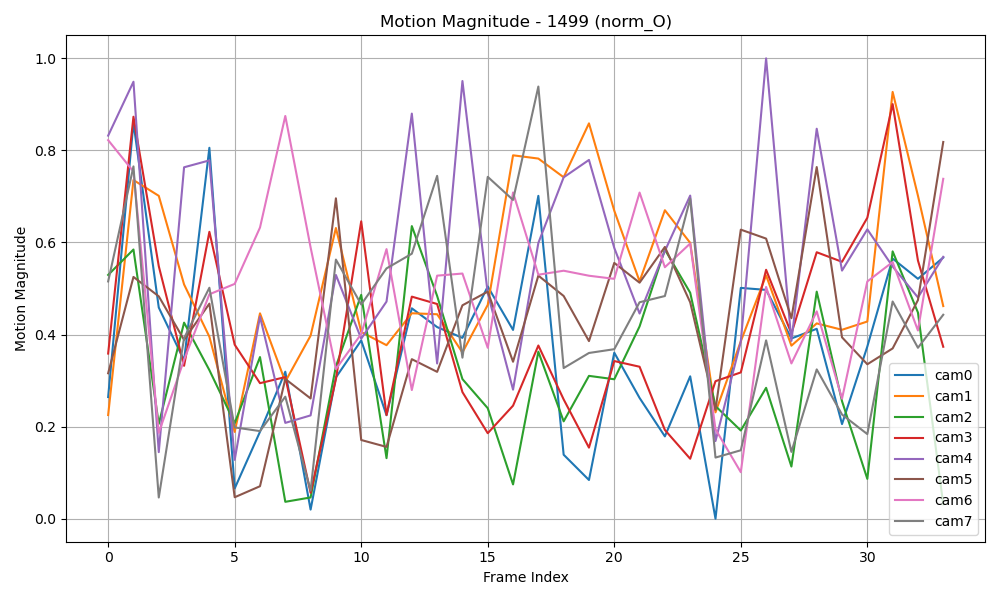 Motion Magnitude - 1499 (norm_O)
Motion Magnitude
1.0
0.8
0.6
0.4
0.2
0.0
0 5 10 15 20 25 30
Frame Index
cam0
cam1
cam2
cam3
cam4
cam5
cam6
cam7